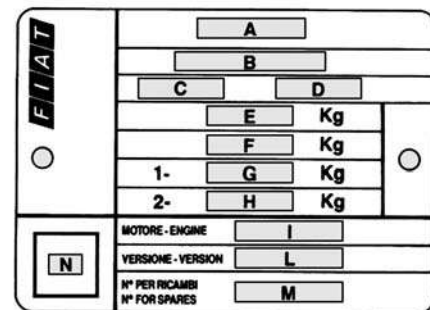 FIAT
A
B
C D
E Kg
F Kg
1- G Kg
2- H Kg
MOTORE - ENGINE I
VERSIONE - VERSION L
N° PER RICAMBI
N° FOR SPARES M
N